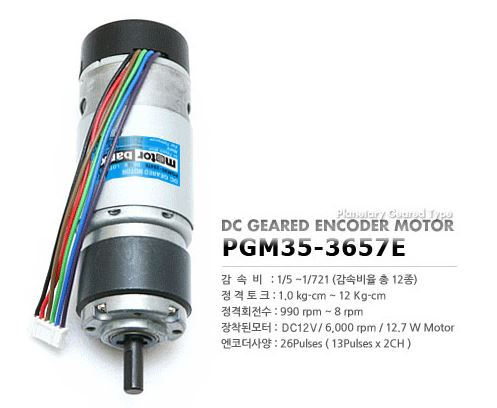 motor bank
DC GEARED MOTOR
Planetary Geared Type
DC GEARED ENCODER MOTOR
PGM35-3657E
감 속 비 : 1/5 ~1/721 (감속비율 총 12종)
정 격 토 크 : 1,0 kg-cm ~ 12 Kg-cm
정격회전수 : 990 rpm ~ 8 rpm
장착된모터 : DC12V / 6,000 rpm / 12.7 W Motor
엔코더사양 : 26Pulses ( 13Pulses x 2CH )